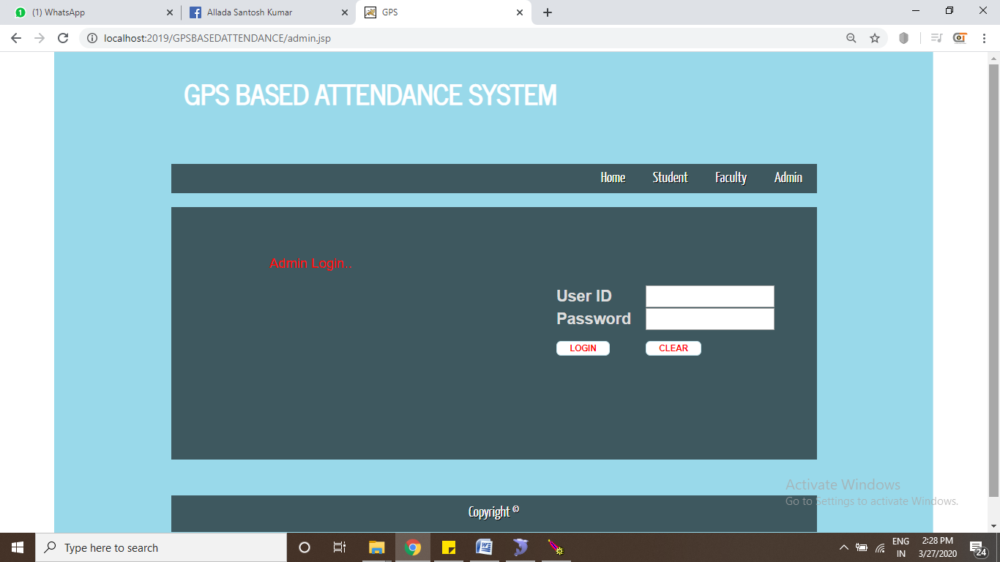 (1) WhatsApp
Allada Santosh Kumar
GPS
localhost:2019/GPSBASEDATTENDANCE/admin.jsp
GPS BASED ATTENDANCE SYSTEM
Home Student Faculty Admin
Admin Login..
User ID
Password
LOGIN CLEAR
Activate Windows
Go to Settings to activate Windows.
Copyright ©
Type here to search
ENG
IN
2:28 PM
3/27/2020
24